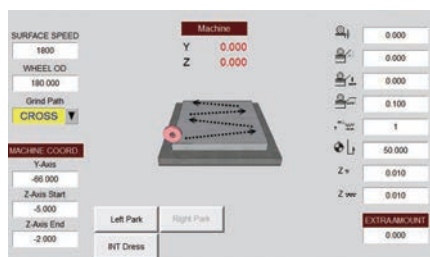 SURFACE SPEED
1800
WHEEL OD
180.000
Grind Path
CROSS
MACHINE COORD
Y-Axis
-66.000
Z-Axis Start
-5.000
Z-Axis End
-2.000
Machine
Y 0.000
Z 0.000
Left Park
Right Park
INT Dress
0.000
0.000
0.000
0.100
1
50.000
Z 0.010
Z 0.010
EXTRA AMOUNT
0.000